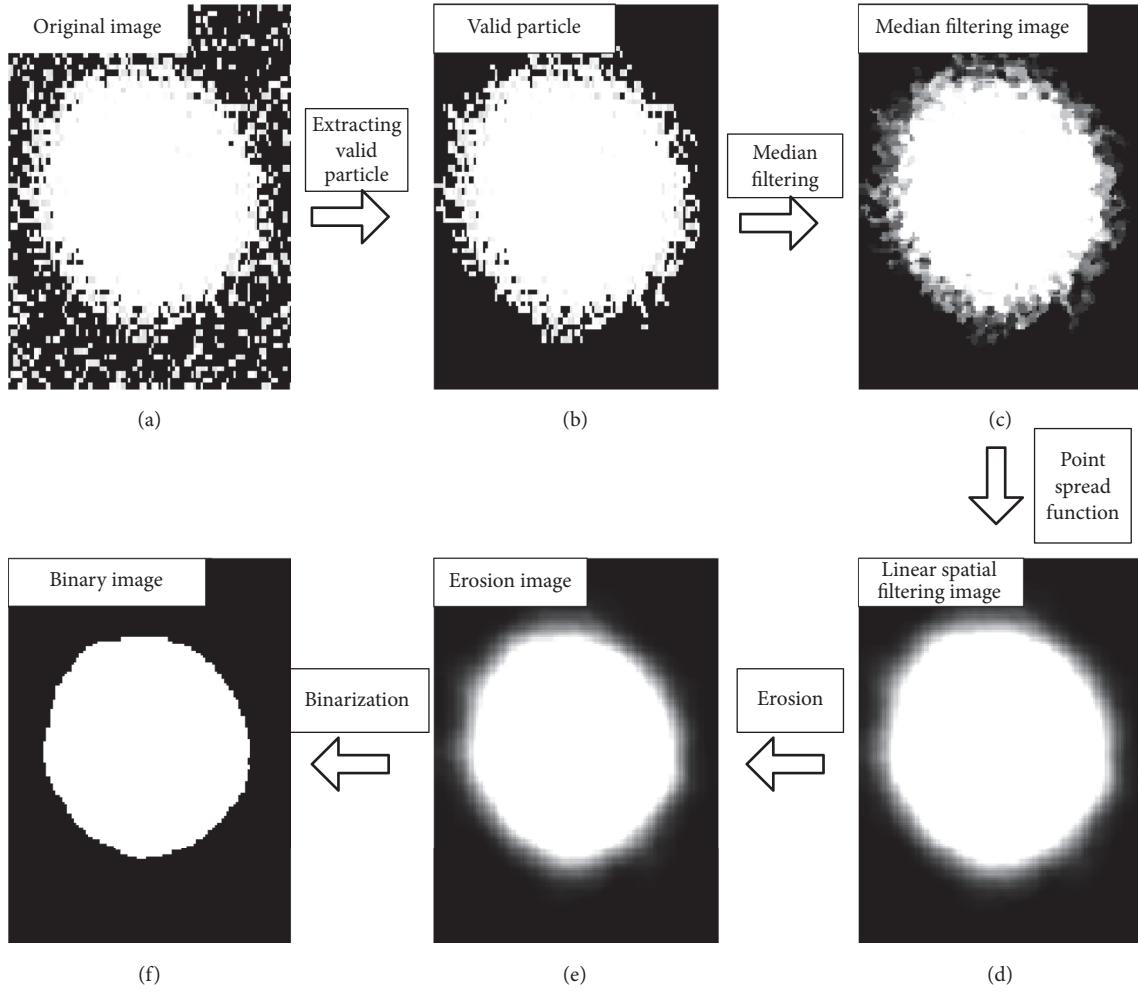 Original image
Extracting
valid
particle
Valid particle
Median
filtering
Median filtering image
(a)
(b)
(c)
Point
spread
function
Binary image
Binarization
Erosion image
Erosion
Linear spatial
filtering image
(f)
(e)
(d)